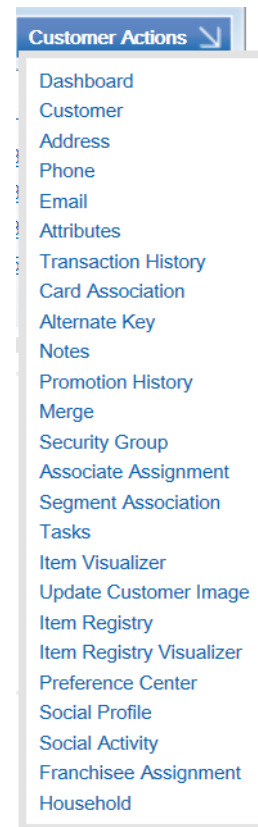 Customer Actions
Dashboard
Customer
Address
Phone
Email
Attributes
Transaction History
Card Association
Alternate Key
Notes
Promotion History
Merge
Security Group
Associate Assignment
Segment Association
Tasks
Item Visualizer
Update Customer Image
Item Registry
Item Registry Visualizer
Preference Center
Social Profile
Social Activity
Franchisee Assignment
Household